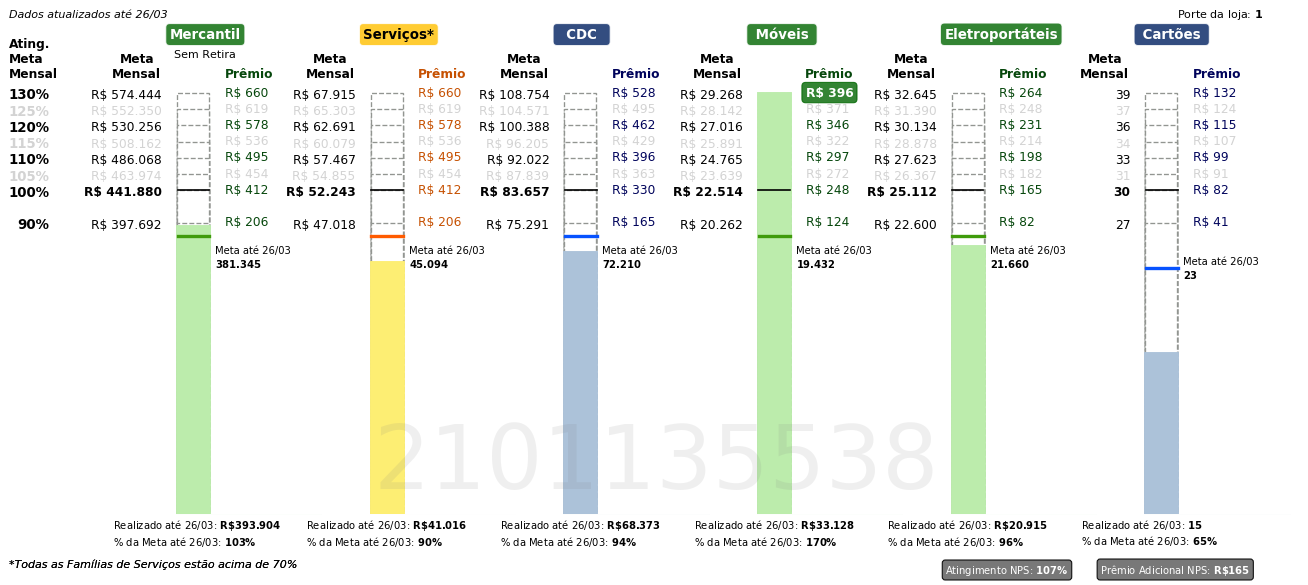 Dados atualizados até 26/03
Porte da loja: 1
Mercantil Serviços* CDC Móveis Eletroportáteis Cartões
Sem Retira
Ating. Meta Mensal
Meta Mensal Prêmio Meta Mensal Prêmio Meta Mensal Prêmio Meta Mensal Prêmio Meta Mensal Prêmio Meta Mensal Prêmio
130% R$ 574.444 R$ 660 R$ 67.915 R$ 660 R$ 108.754 R$ 528 R$ 29.268 R$ 396 R$ 32.645 R$ 264 39 R$ 132
125% R$ 552.350 R$ 619 R$ 65.303 R$ 619 R$ 104.571 R$ 495 R$ 28.142 R$ 371 R$ 31.390 R$ 248 37 R$ 124
120% R$ 530.256 R$ 578 R$ 62.691 R$ 578 R$ 100.388 R$ 462 R$ 27.016 R$ 346 R$ 30.134 R$ 231 36 R$ 115
115% R$ 508.162 R$ 536 R$ 60.079 R$ 536 R$ 96.205 R$ 429 R$ 25.891 R$ 322 R$ 28.878 R$ 214 34 R$ 107
110% R$ 486.068 R$ 495 R$ 57.467 R$ 495 R$ 92.022 R$ 396 R$ 24.765 R$ 297 R$ 27.623 R$ 198 33 R$ 99
105% R$ 463.974 R$ 454 R$ 54.855 R$ 454 R$ 87.839 R$ 363 R$ 23.639 R$ 272 R$ 26.367 R$ 182 31 R$ 91
100% R$ 441.880 R$ 412 R$ 52.243 R$ 412 R$ 83.657 R$ 330 R$ 22.514 R$ 248 R$ 25.112 R$ 165 30 R$ 82
90% R$ 397.692 R$ 206 R$ 47.018 R$ 206 R$ 75.291 R$ 165 R$ 20.262 R$ 124 R$ 22.600 R$ 82 27 R$ 41
Meta até 26/03 Meta até 26/03 Meta até 26/03 Meta até 26/03 Meta até 26/03 Meta até 26/03
381.345 45.094 72.210 19.432 21.660 23
2101135538
Realizado até 26/03: R$393.904 Realizado até 26/03: R$41.016 Realizado até 26/03: R$68.373 Realizado até 26/03: R$33.128 Realizado até 26/03: R$20.915 Realizado até 26/03: 15
% da Meta até 26/03: 103% % da Meta até 26/03: 90% % da Meta até 26/03: 94% % da Meta até 26/03: 170% % da Meta até 26/03: 96% % da Meta até 26/03: 65%
*Todas as Famílias de Serviços estão acima de 70%
Atingimento NPS: 107% Prêmio Adicional NPS: R$165